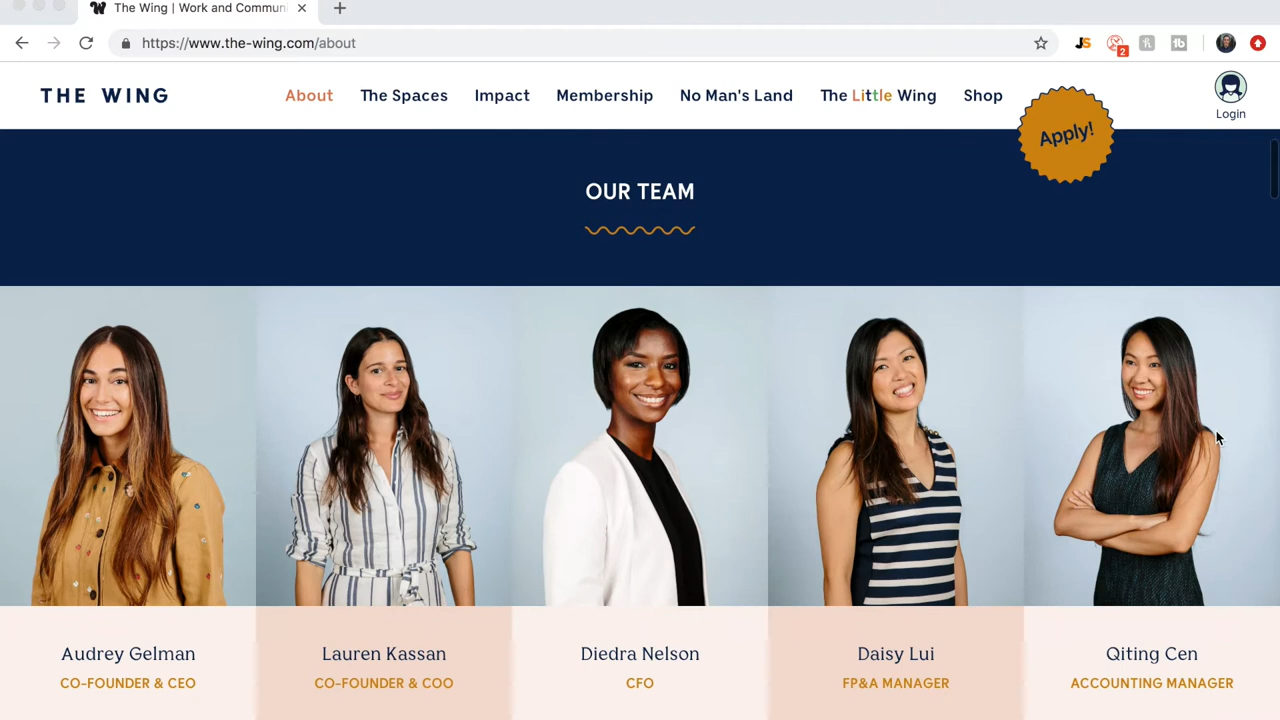 The Wing | Work and Commun
https://www.the-wing.com/about
JS
2
THE WING
About
The Spaces
Impact
Membership
No Man's Land
The Little Wing
Shop
Apply!
Login
OUR TEAM
Audrey Gelman
Lauren Kassan
Diedra Nelson
Daisy Lui
Qiting Cen
CO-FOUNDER & CEO
CO-FOUNDER & COO
CFO
FP&A MANAGER
ACCOUNTING MANAGER